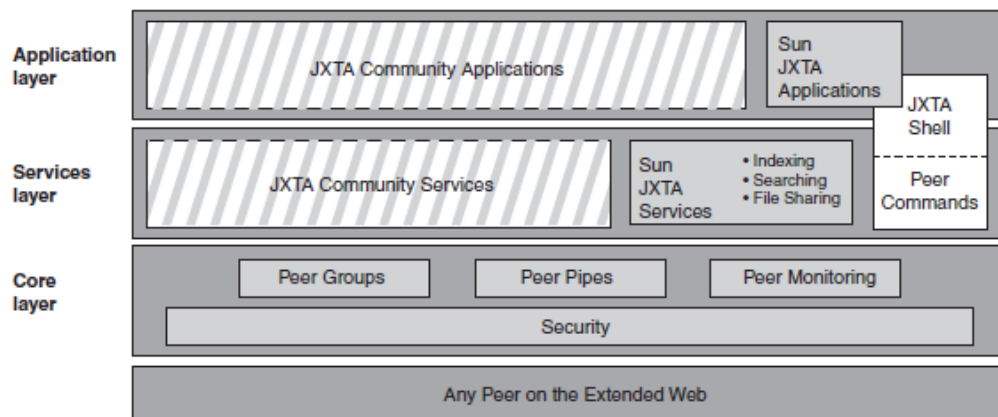 Application
layer
JXTA Community Applications
Sun
JXTA
Applications
JXTA
Shell
Services
layer
JXTA Community Services
Sun
JXTA
Services
• Indexing
• Searching
• File Sharing
Peer
Commands
Core
layer
Peer Groups
Peer Pipes
Peer Monitoring
Security
Any Peer on the Extended Web